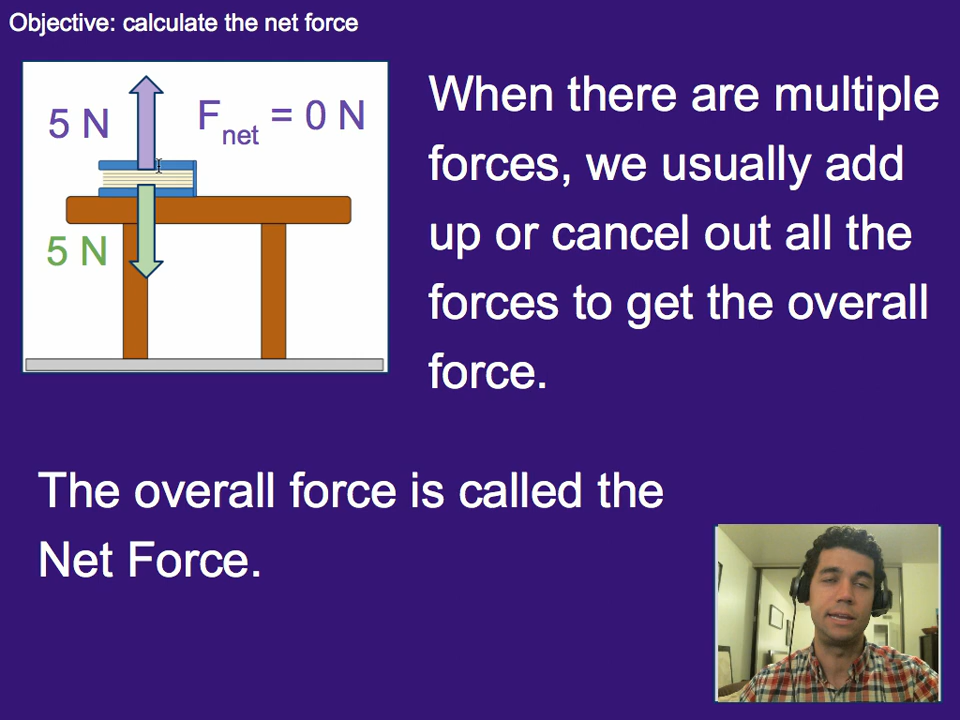 Objective: calculate the net force
5 N
Fnet = 0 N
5 N
When there are multiple
forces, we usually add
up or cancel out all the
forces to get the overall
force.
The overall force is called the
Net Force.